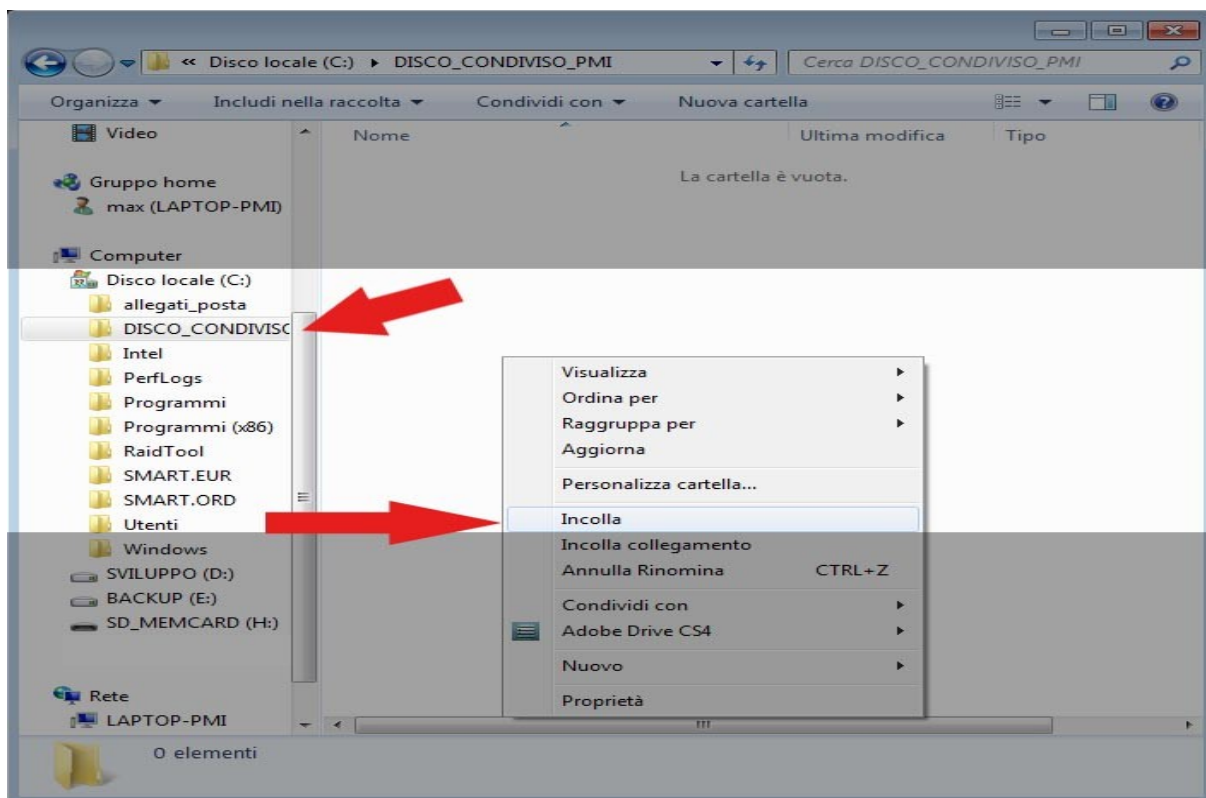 « Disco locale (C:) ▸ DISCO_CONDIVISO_PMI
Cerca DISCO_CONDIVISO_PMI
Organizza Includi nella raccolta Condividi con Nuova cartella
Nome Ultima modifica Tipo
La cartella è vuota.
Video
Gruppo home
max (LAPTOP-PMI)
Computer
Disco locale (C:)
allegati_posta
DISCO_CONDIVISO
Intel
PerfLogs
Programmi
Programmi (x86)
RaidTool
SMART.EUR
SMART.ORD
Utenti
Windows
SVILUPPO (D:)
BACKUP (E:)
SD_MEMCARD (H:)
Rete
LAPTOP-PMI
Visualizza
Ordina per
Raggruppa per
Aggiorna
Personalizza cartella...
Incolla
Incolla collegamento
Annulla Rinomina CTRL+Z
Condividi con
Adobe Drive CS4
Nuovo
Proprietà
0 elementi